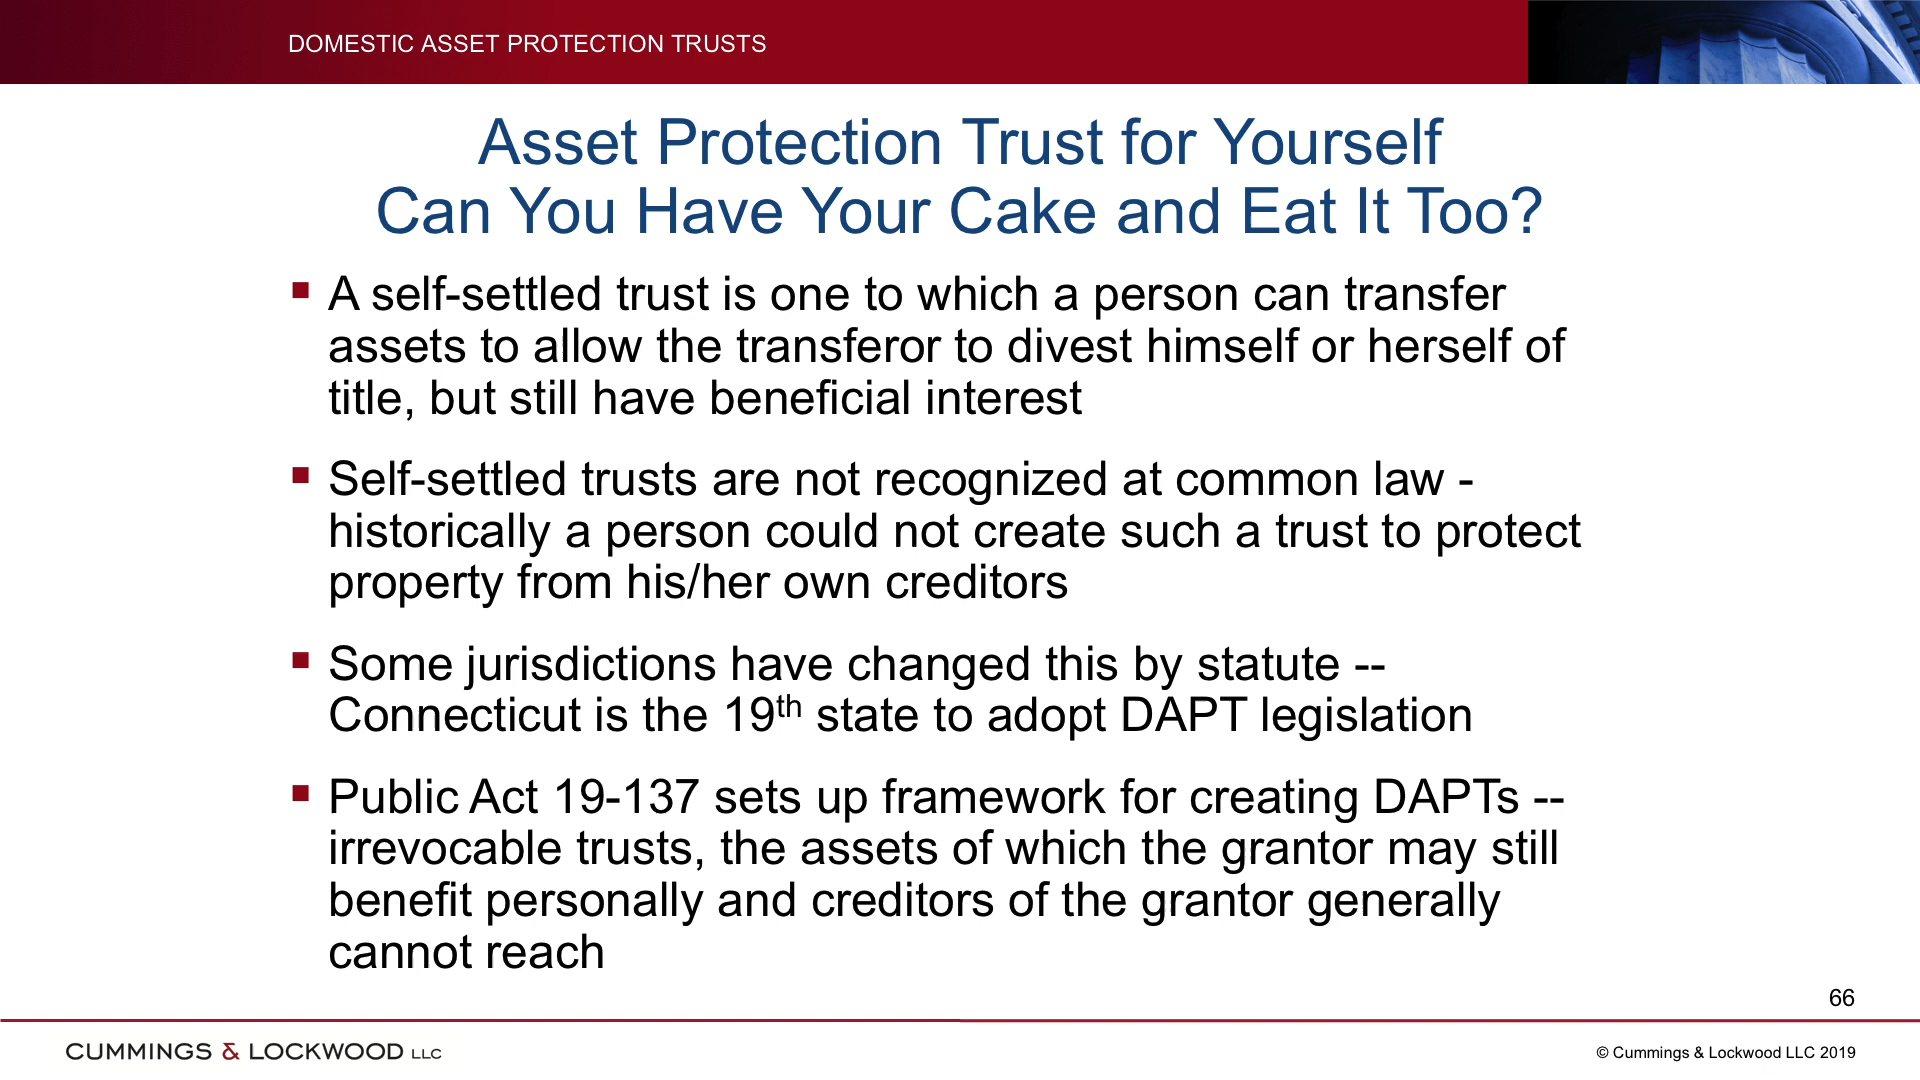 DOMESTIC ASSET PROTECTION TRUSTS
Asset Protection Trust for Yourself
Can You Have Your Cake and Eat It Too?
▪ A self-settled trust is one to which a person can transfer
assets to allow the transferor to divest himself or herself of
title, but still have beneficial interest
▪ Self-settled trusts are not recognized at common law -
historically a person could not create such a trust to protect
property from his/her own creditors
▪ Some jurisdictions have changed this by statute --
Connecticut is the 19th state to adopt DAPT legislation
▪ Public Act 19-137 sets up framework for creating DAPTs --
irrevocable trusts, the assets of which the grantor may still
benefit personally and creditors of the grantor generally
cannot reach
66
CUMMINGS & LOCKWOOD LLC
© Cummings & Lockwood LLC 2019